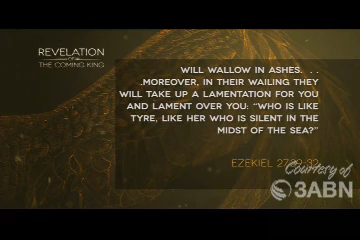 REVELATION
OF
THE COMING KING
WILL WALLOW IN ASHES. . .
..MOREOVER, IN THEIR WAILING THEY
WILL TAKE UP A LAMENTATION FOR YOU
AND LAMENT OVER YOU: “WHO IS LIKE
TYRE, LIKE HER WHO IS SILENT IN THE
MIDST OF THE SEA?”
EZEKIEL
Courtesy of
3ABN